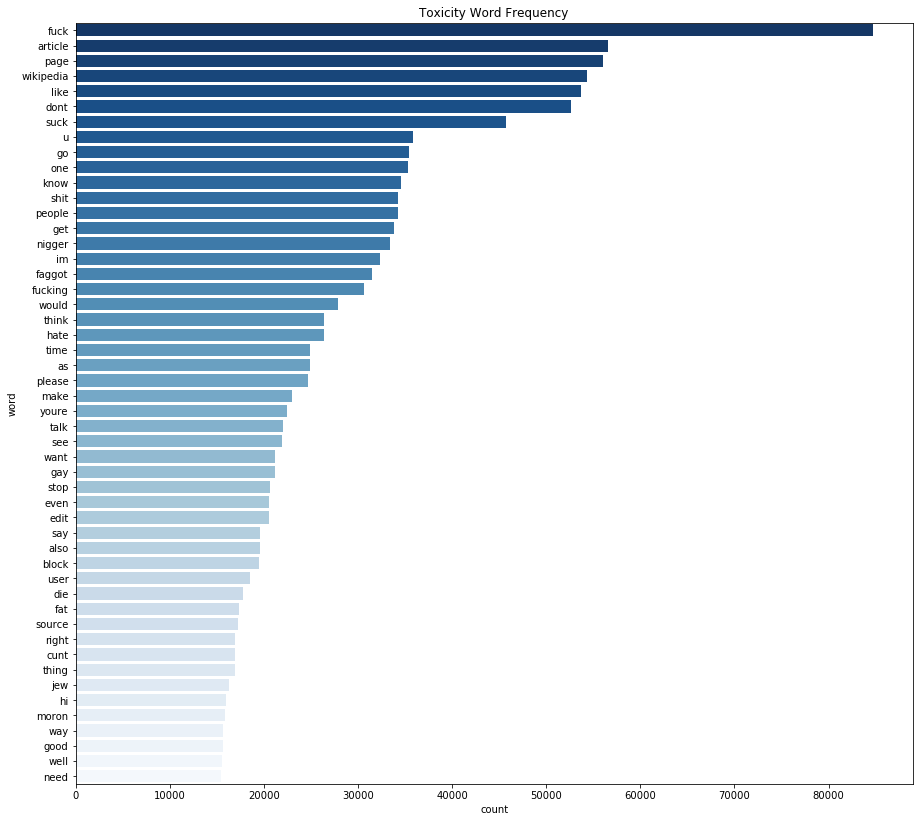 Toxicity Word Frequency
fuck
article
page
wikipedia
like
dont
suck
u
go
one
know
shit
people
get
nigger
im
faggot
fucking
would
think
hate
time
as
please
make
youre
talk
see
want
gay
stop
even
edit
say
also
block
user
die
fat
source
right
cunt
thing
jew
hi
moron
way
good
well
need
word
0 10000 20000 30000 40000 50000 60000 70000 80000
count